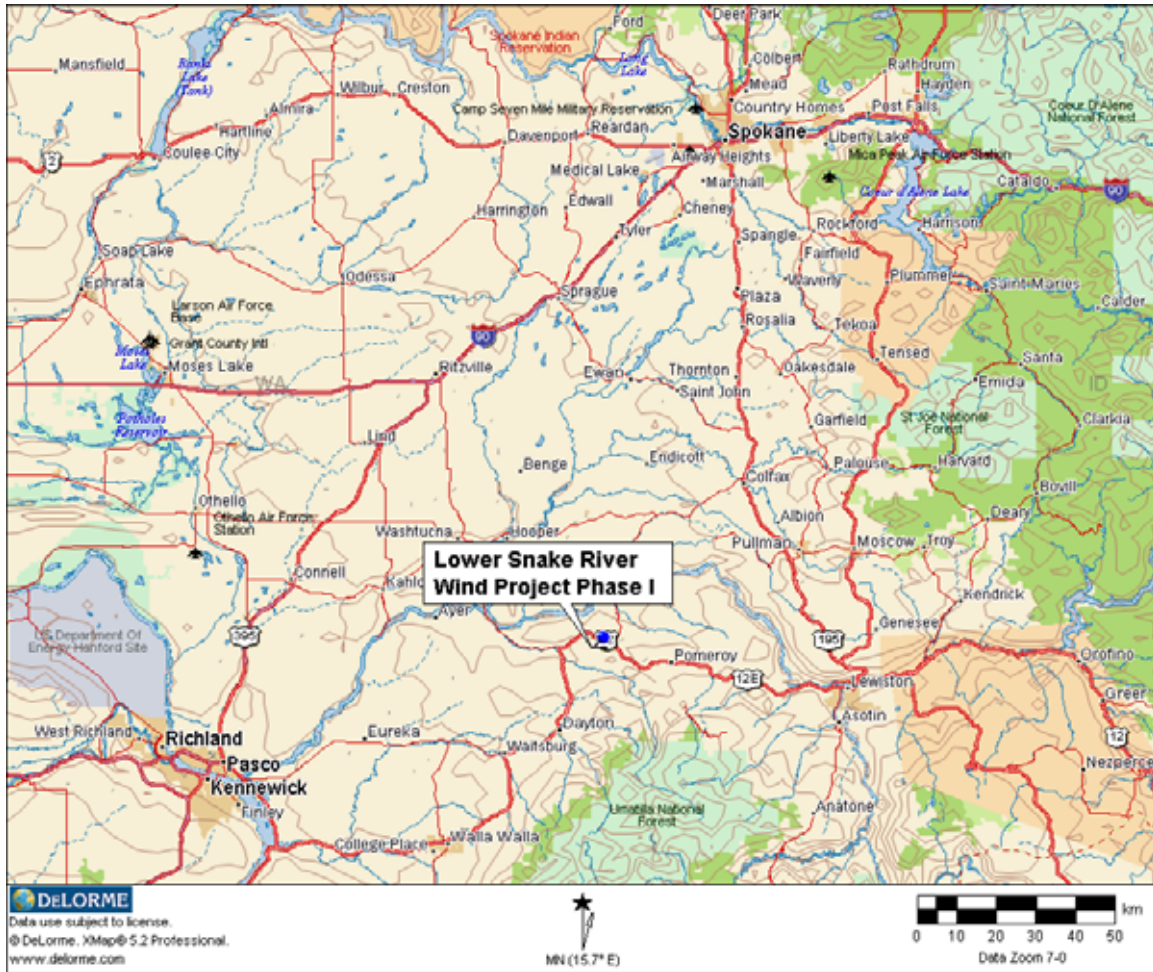 Deer Park
Ford
Spokane Indian
Reservation
Colbert
Long
Lake
Rathdrum
Mansfield
Banks
Lake
(Tank)
Mead
Hayden
Wilbur
Creston
Camp Seven Mile Military Reservation
Country Homes
Post Falls
Coeur D'Alene
National Forest
Almira
Hartline
Davenport
Reardan
Spokane
Liberty Lake
2
Coulee City
Airway Heights
Mica Peak Air Force Station
Medical Lake
Marshall
Coeur d'Alene Lake
Cataldo
90
Edwall
Harrington
Cheney
Rockford
Harrison
Tyler
Spangle
Soap Lake
Fairfield
Ephrata
Odessa
Waverly
Plummer
Saint Maries
Sprague
Plaza
Calder
Larson Air Force
Base
Rosalia
Tekoa
90
Grant County Intl
Moses
Lake
Moses Lake
WA
Ritzville
Ewan
Thornton
Oakesdale
Tensed
Santa
Saint John
Emida
ID
Potholes
Reservoir
Garfield
St Joe National
Forest
Clarkia
Lind
Benge
Endicott
Palouse
Harvard
Colfax
Bovill
Othello
Othello Air Force
Station
Albion
Deary
Washtucna
Hooper
Pullman
Moscow
Troy
Lower Snake River
Wind Project Phase I
Connell
Kahlo
Kendrick
Ayer
US Department Of
Energy Hanford Site
395
195
Genesee
Pomeroy
12E
Orofino
Lewiston
Greer
West Richland
Richland
Eureka
Dayton
Asotin
12
Waitsburg
Pasco
Nezperce
Kennewick
Finley
Umatilla National
Forest
Anatone
College Place
Walla Walla
DELORME
Data use subject to license.
© DeLorme. XMap® 5.2 Professional.
www.delorme.com
MN (15.7° E)
km
0 10 20 30 40 50
Data Zoom 7-0